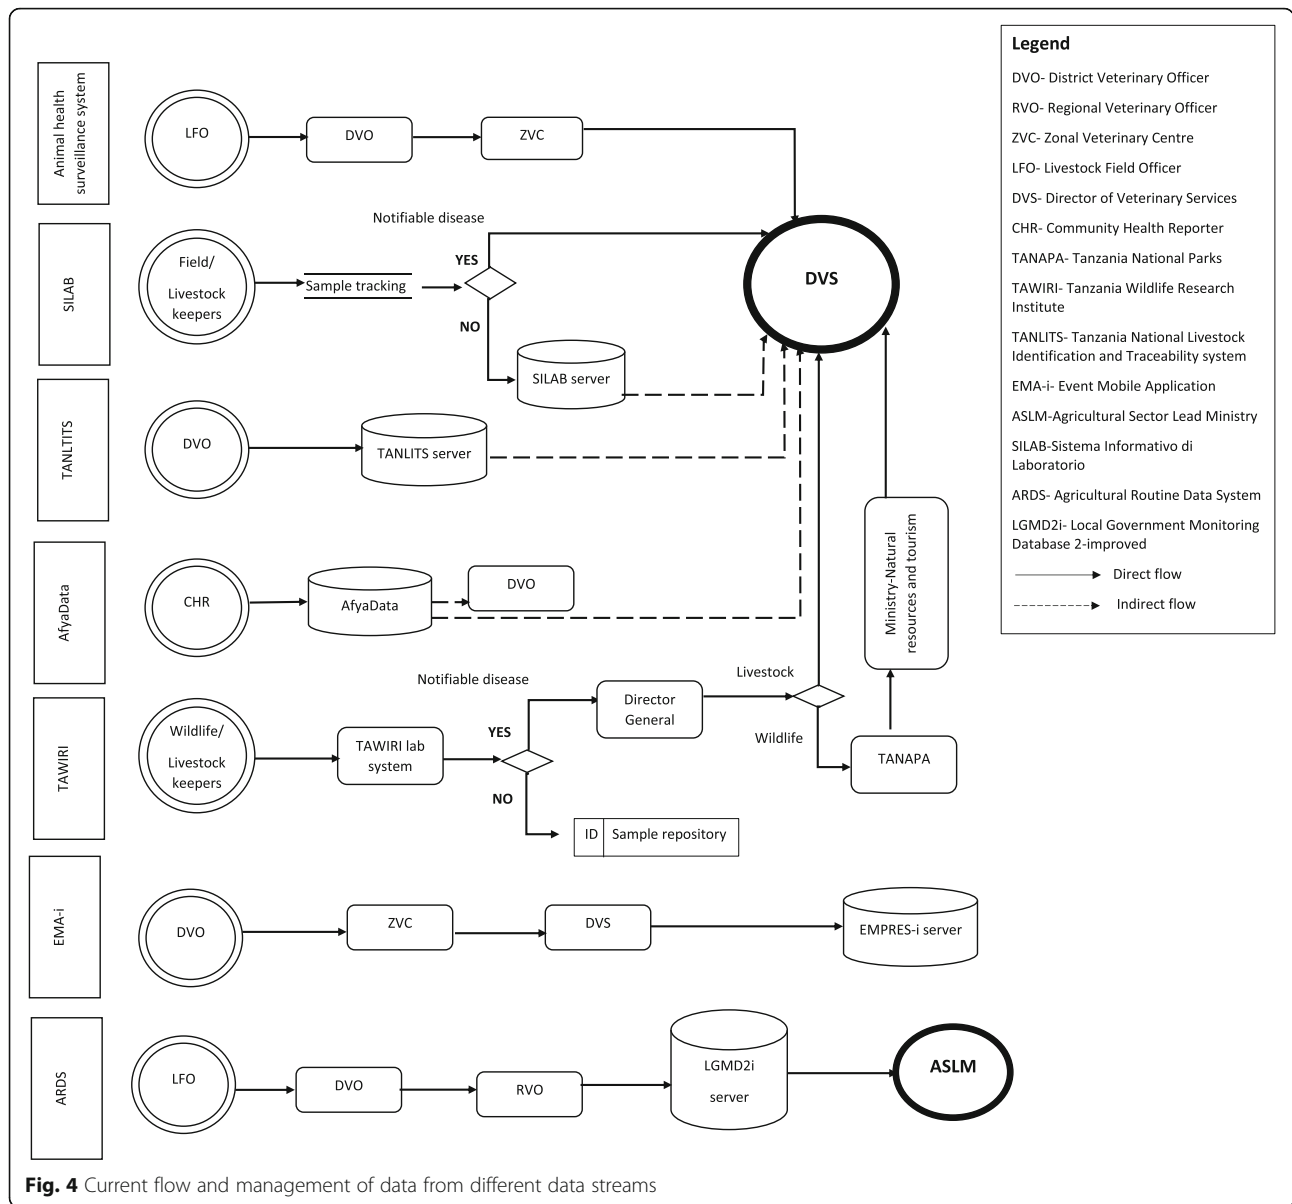 Animal health
surveillance system
LFO
DVO
ZVC
Notifiable disease
SILAB
Field/
Livestock
keepers
Sample tracking
YES
NO
SILAB server
DVS
TANLTITS
DVO
TANLITS server
AfyaData
CHR
AfyaData
DVO
Ministry-Natural
resources and tourism
TAWIRI
Wildlife/
Livestock
keepers
TAWIRI lab
system
Notifiable disease
YES
NO
Director
General
Livestock
Wildlife
TANAPA
ID
Sample repository
EMA-i
DVO
ZVC
DVS
EMPRES-i server
ARDS
LFO
DVO
RVO
LGMD2i
server
ASLM
Legend
DVO- District Veterinary Officer
RVO- Regional Veterinary Officer
ZVC- Zonal Veterinary Centre
LFO- Livestock Field Officer
DVS- Director of Veterinary Services
CHR- Community Health Reporter
TANAPA- Tanzania National Parks
TAWIRI- Tanzania Wildlife Research
Institute
TANLITS- Tanzania National Livestock
Identification and Traceability system
EMA-i- Event Mobile Application
ASLM-Agricultural Sector Lead Ministry
SILAB-Sistema Informativo di
Laboratorio
ARDS- Agricultural Routine Data System
LGMD2i- Local Government Monitoring
Database 2-improved
Direct flow
Indirect flow
Fig. 4 Current flow and management of data from different data streams